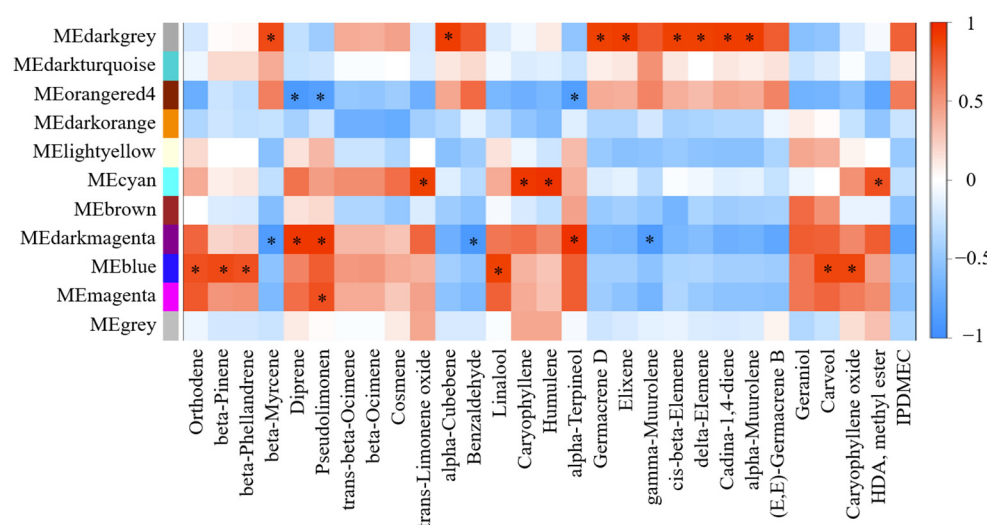 MEdarkgrey
MEdarkturquoise
MEorangered4
MEdarkorange
MElightyellow
MEcyan
MEbrown
MEdarkmagenta
MEblue
MEmagenta
MEgrey
1
0.5
0
−0.5
−1
Orthodene
beta-Pinene
beta-Phellandrene
beta-Myrcene
Diprene
Pseudolimonen
trans-beta-Ocimene
beta-Ocimene
Cosmene
trans-Limonene oxide
alpha-Cubebene
Benzaldehyde
Linalool
Caryophyllene
Humulene
alpha-Terpineol
Germacrene D
Elixene
gamma-Muurolene
cis-beta-Elemene
delta-Elemene
Cadina-1,4-diene
alpha-Muurolene
(E,E)-Germacrene B
Geraniol
Carveol
Caryophyllene oxide
HDA, methyl ester
IPDMEC